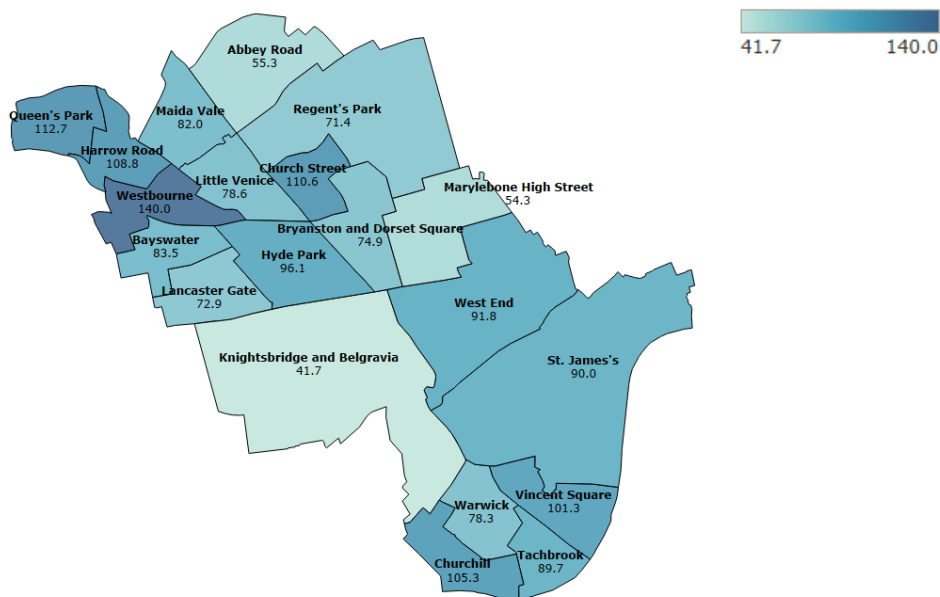 41.7
140.0
Abbey Road
55.3
Queen's Park
112.7
Maida Vale
82.0
Regent's Park
71.4
Harrow Road
108.8
Church Street
110.6
Little Venice
78.6
Marylebone High Street
54.3
Westbourne
140.0
Bryanston and Dorset Square
74.9
Bayswater
83.5
Hyde Park
96.1
Lancaster Gate
72.9
West End
91.8
Knightsbridge and Belgravia
41.7
St. James's
90.0
Vincent Square
101.3
Warwick
78.3
Tachbrook
89.7
Churchill
105.3